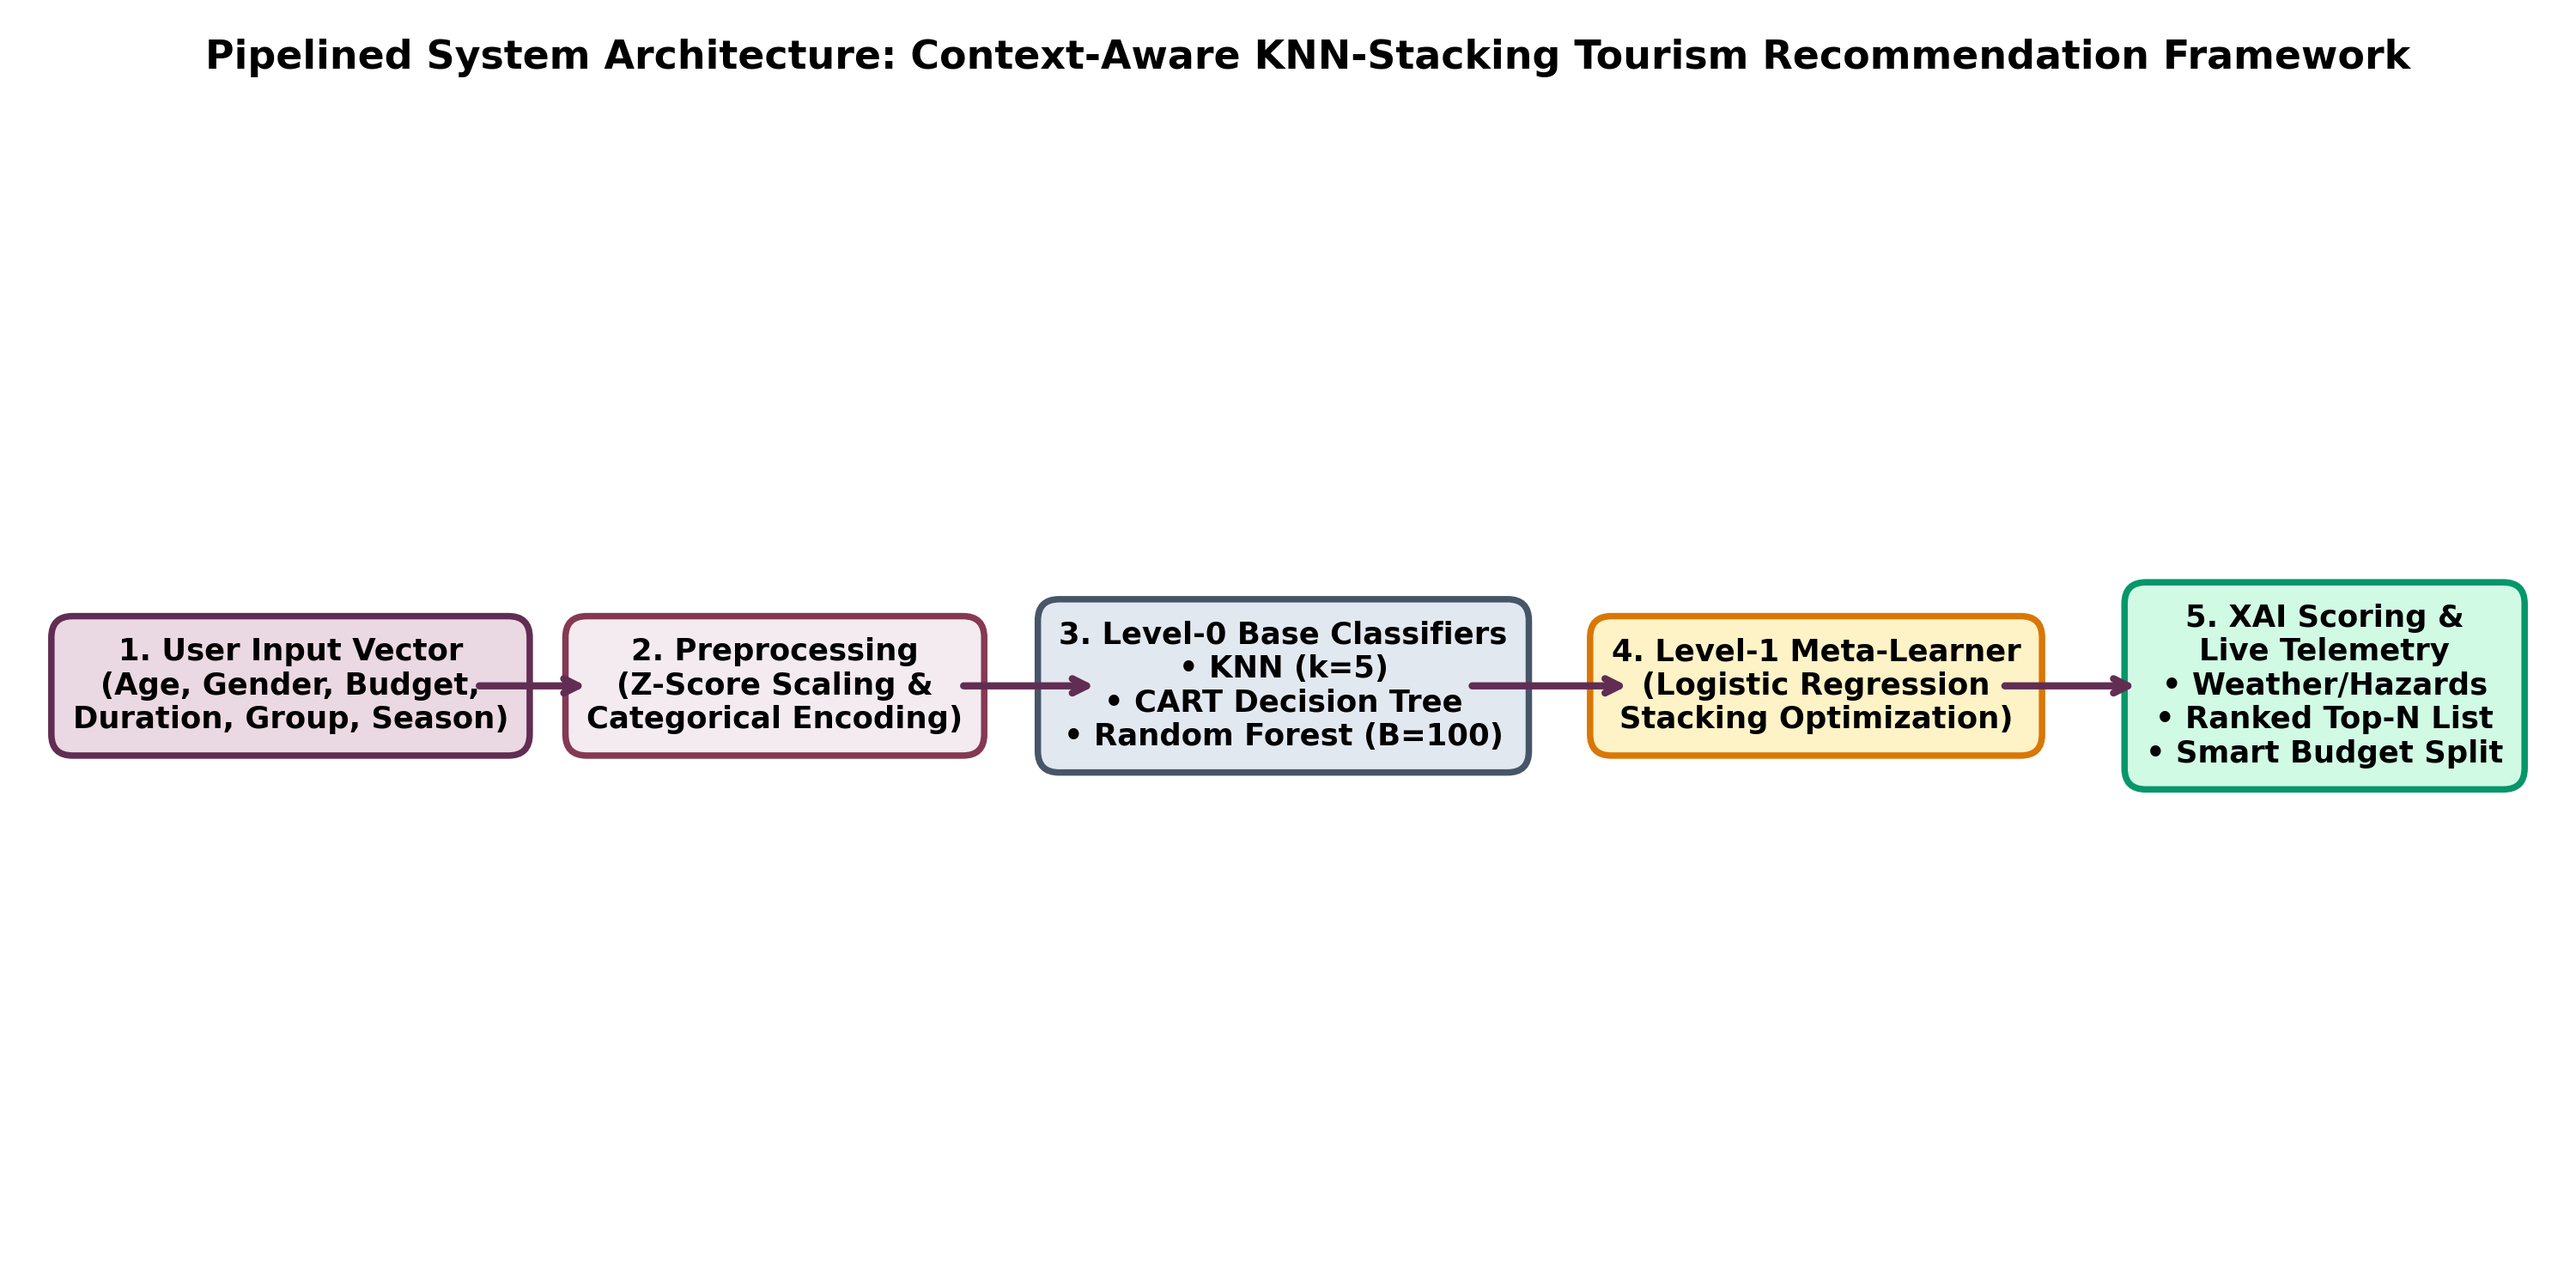 Pipelined System Architecture: Context-Aware KNN-Stacking Tourism Recommendation Framework
1. User Input Vector
(Age, Gender, Budget,
Duration, Group, Season)
2. Preprocessing
(Z-Score Scaling &
Categorical Encoding)
3. Level-0 Base Classifiers
• KNN (k=5)
• CART Decision Tree
• Random Forest (B=100)
4. Level-1 Meta-Learner
(Logistic Regression
Stacking Optimization)
5. XAI Scoring &
Live Telemetry
• Weather/Hazards
• Ranked Top-N List
• Smart Budget Split